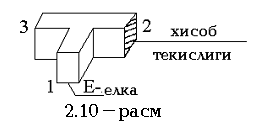 3
2
хисоб
текислиги
1
Е-елка
2.10-расм